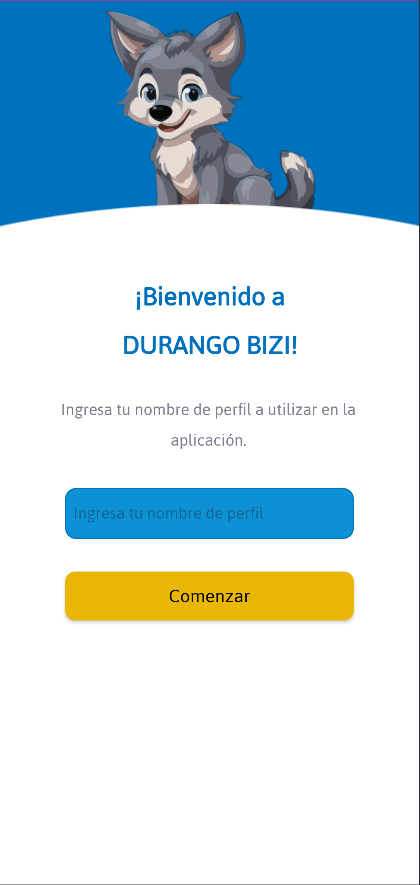 ¡Bienvenido a
DURANGO BIZI!
Ingresa tu nombre de perfil a utilizar en la
aplicación.
Ingresa tu nombre de perfil
Comenzar